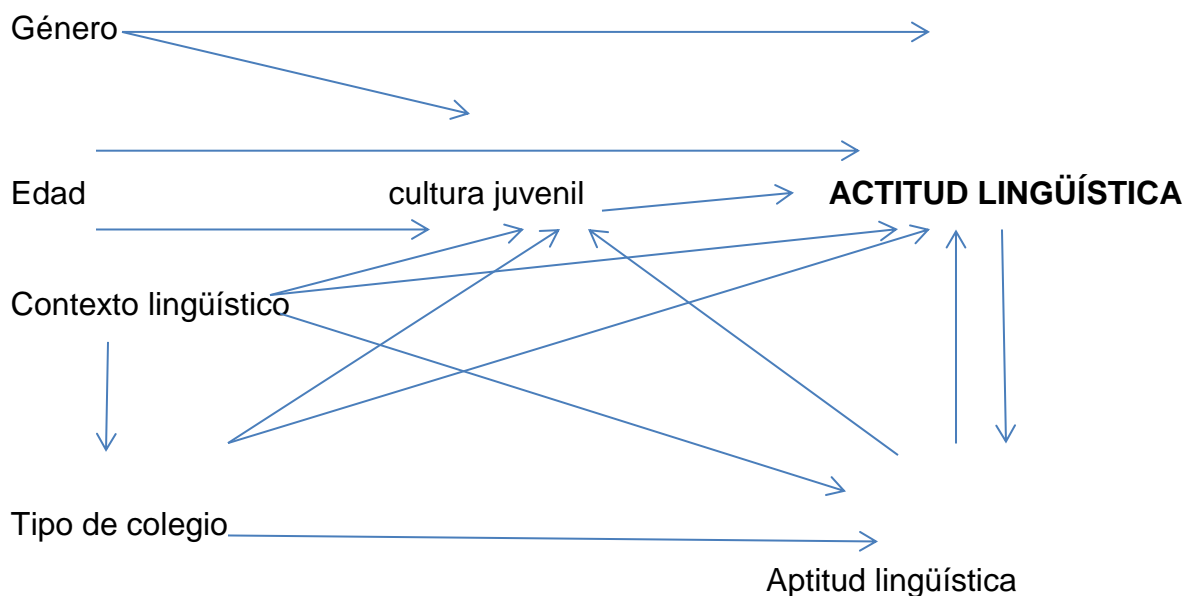 Género
Edad cultura juvenil ACTITUD LINGÜÍSTICA
Contexto lingüístico
Tipo de colegio
Aptitud lingüística